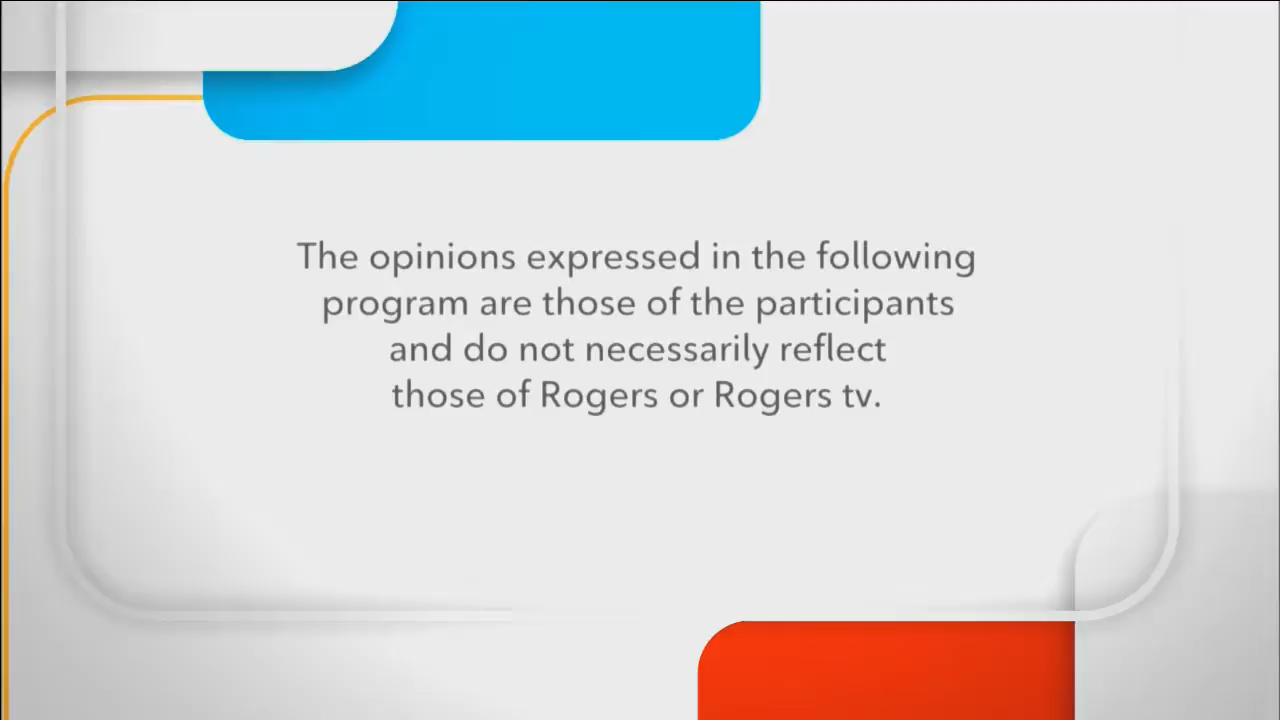 The opinions expressed in the following
program are those of the participants
and do not necessarily reflect
those of Rogers or Rogers tv.